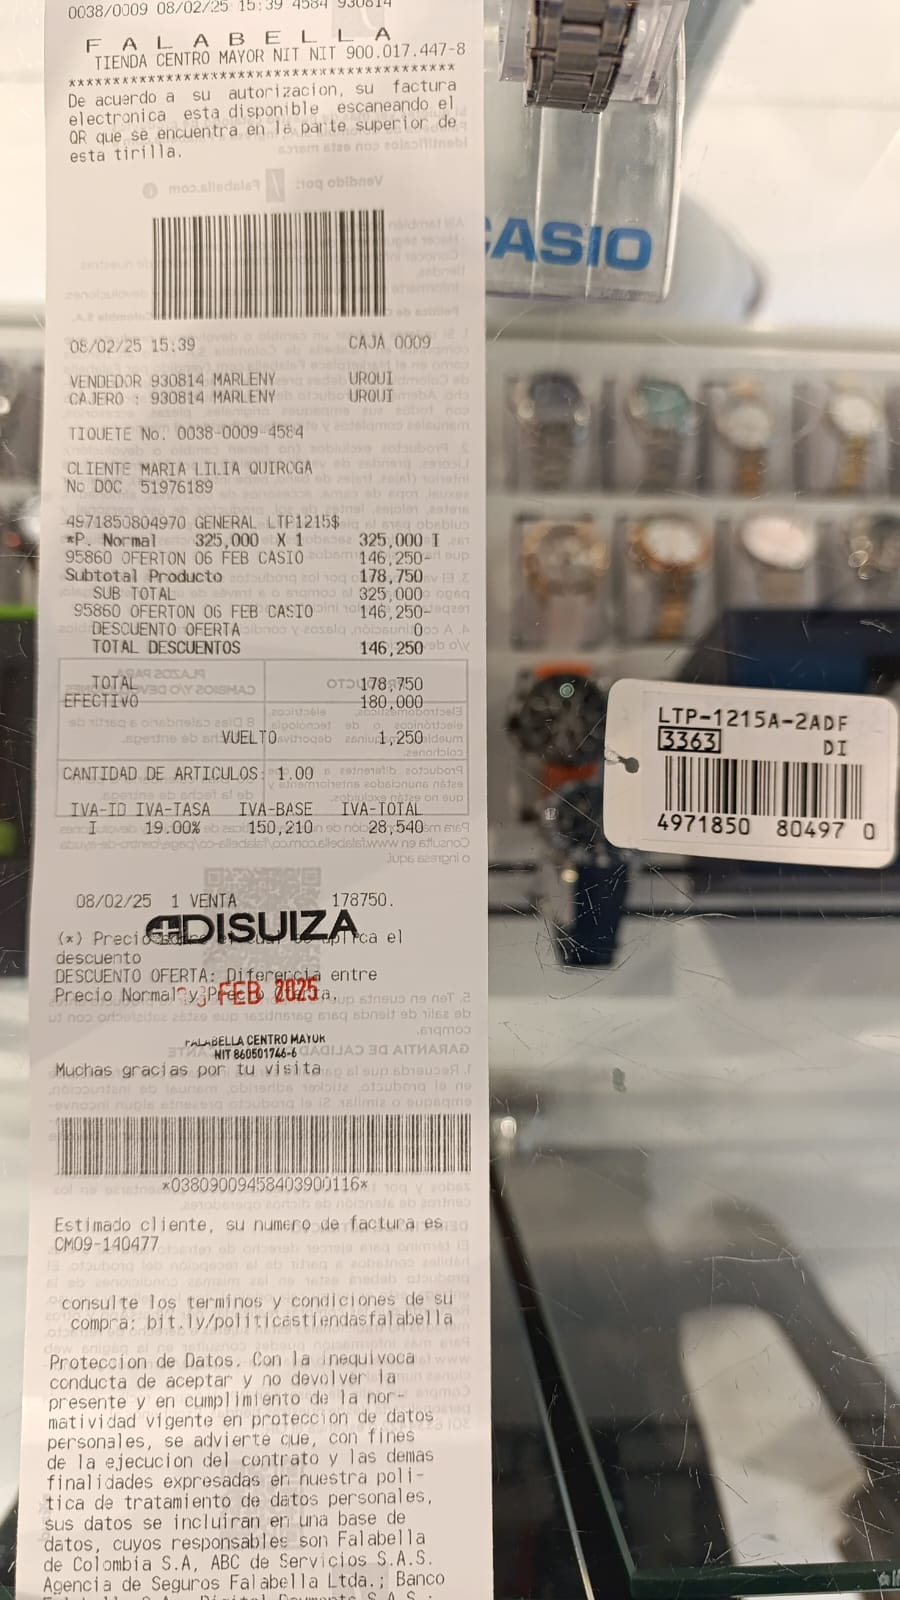 0038/0009 08/02/25 15:39 4584 930814
F A L A B E L L A
TIENDA CENTRO MAYOR NIT NIT 900.017.447-8
De acuerdo a su autorizacion, su factura
electronica esta disponible escaneando el
QR que se encuentra en la parte superior de
esta tirilla.
08/02/25 15:39 CAJA 0009
VENDEDOR 930814 MARLENY UROUI
CAJERO : 930814 MARLENY UROUI
TIQUETE No. 0038-0009-4584
CLIENTE MARIA LILIA QUIROGA
No DOC 51976189
4971850804970 GENERAL LTP1215$
*P. Normal 325,000 X 1 325,000 I
95860 OFERTON 06 FEB CASIO 146,250-
Subtotal Producto 178,750
SUB TOTAL 325,000
95860 OFERTON 06 FEB CASIO 146,250-
DESCUENTO OFERTA 0
TOTAL DESCUENTOS 146,250
TOTAL 178,750
EFECTIVO 180,000
VUELTO 1,250
CANTIDAD DE ARTICULOS: 1.00
IVA-ID IVA-TASA IVA-BASE IVA-TOTAL
I 19.00% 150,210 28,540
08/02/25 1 VENTA 178750.
DISUIZA
(*) Precio el
descuento
DESCUENTO OFERTA: Diferencia entre
Precio Normal y Precio Oferta.
FEB 2025
FALABELLA CENTRO MAYOR
NIT 860501746-6
Muchas gracias por tu visita
*03809009458403900116*
Estimado cliente, su numero de factura es
CM09-140477
consulte los terminos y condiciones de su
compra: bit.ly/politicastiendasfalabella
Proteccion de Datos. Con la inequivoca
conducta de aceptar y no devolver la
presente y en cumplimiento de la nor-
matividad vigente en proteccion de datos
personales, se advierte que, con fines
de la ejecucion del contrato y las demas
finalidades expresadas en nuestra poli-
tica de tratamiento de datos personales,
sus datos se incluiran en una base de
datos, cuyos responsables son Falabella
de Colombia S.A, ABC de Servicios S.A.S.
Agencia de Seguros Falabella Ltda.; Banco
CASIO
LTP-1215A-2ADF
3363 DI
4971850 80497 0